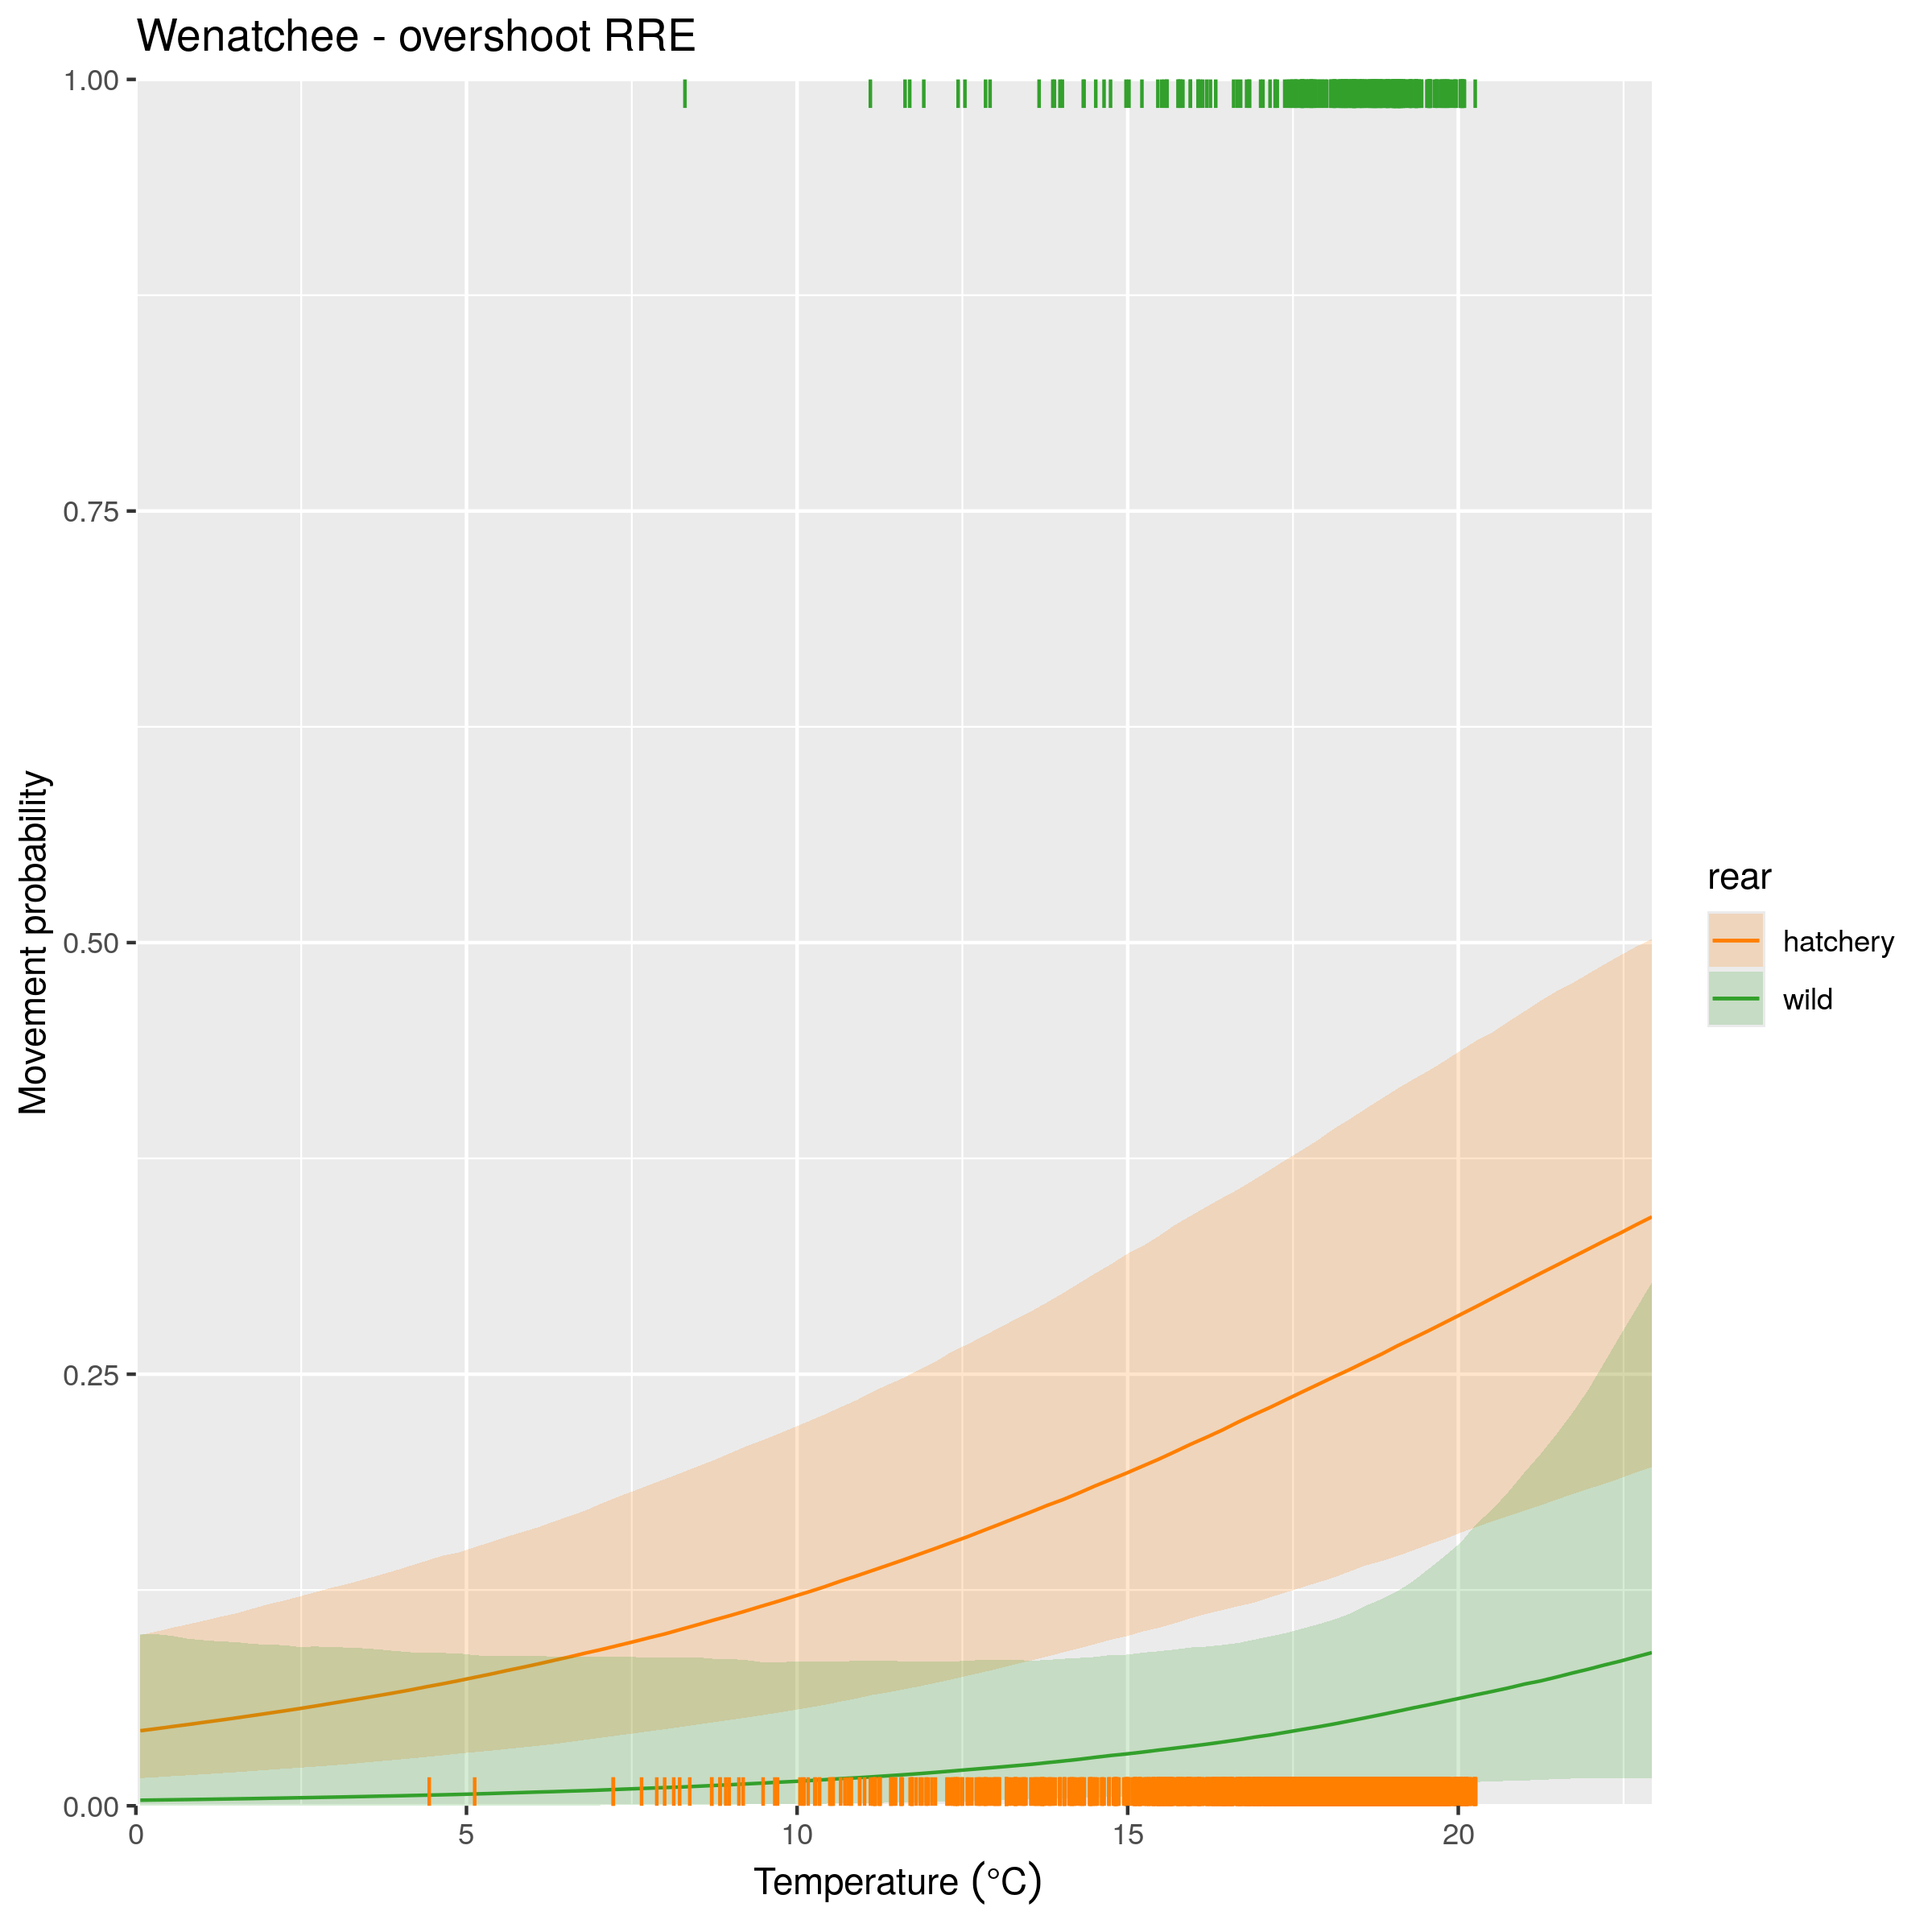 Wenatchee - overshoot RRE
1.00
0.75
0.50
0.25
0.00
0
5
10
15
20
Temperature (°C)
Movement probability
rear
hatchery
wild